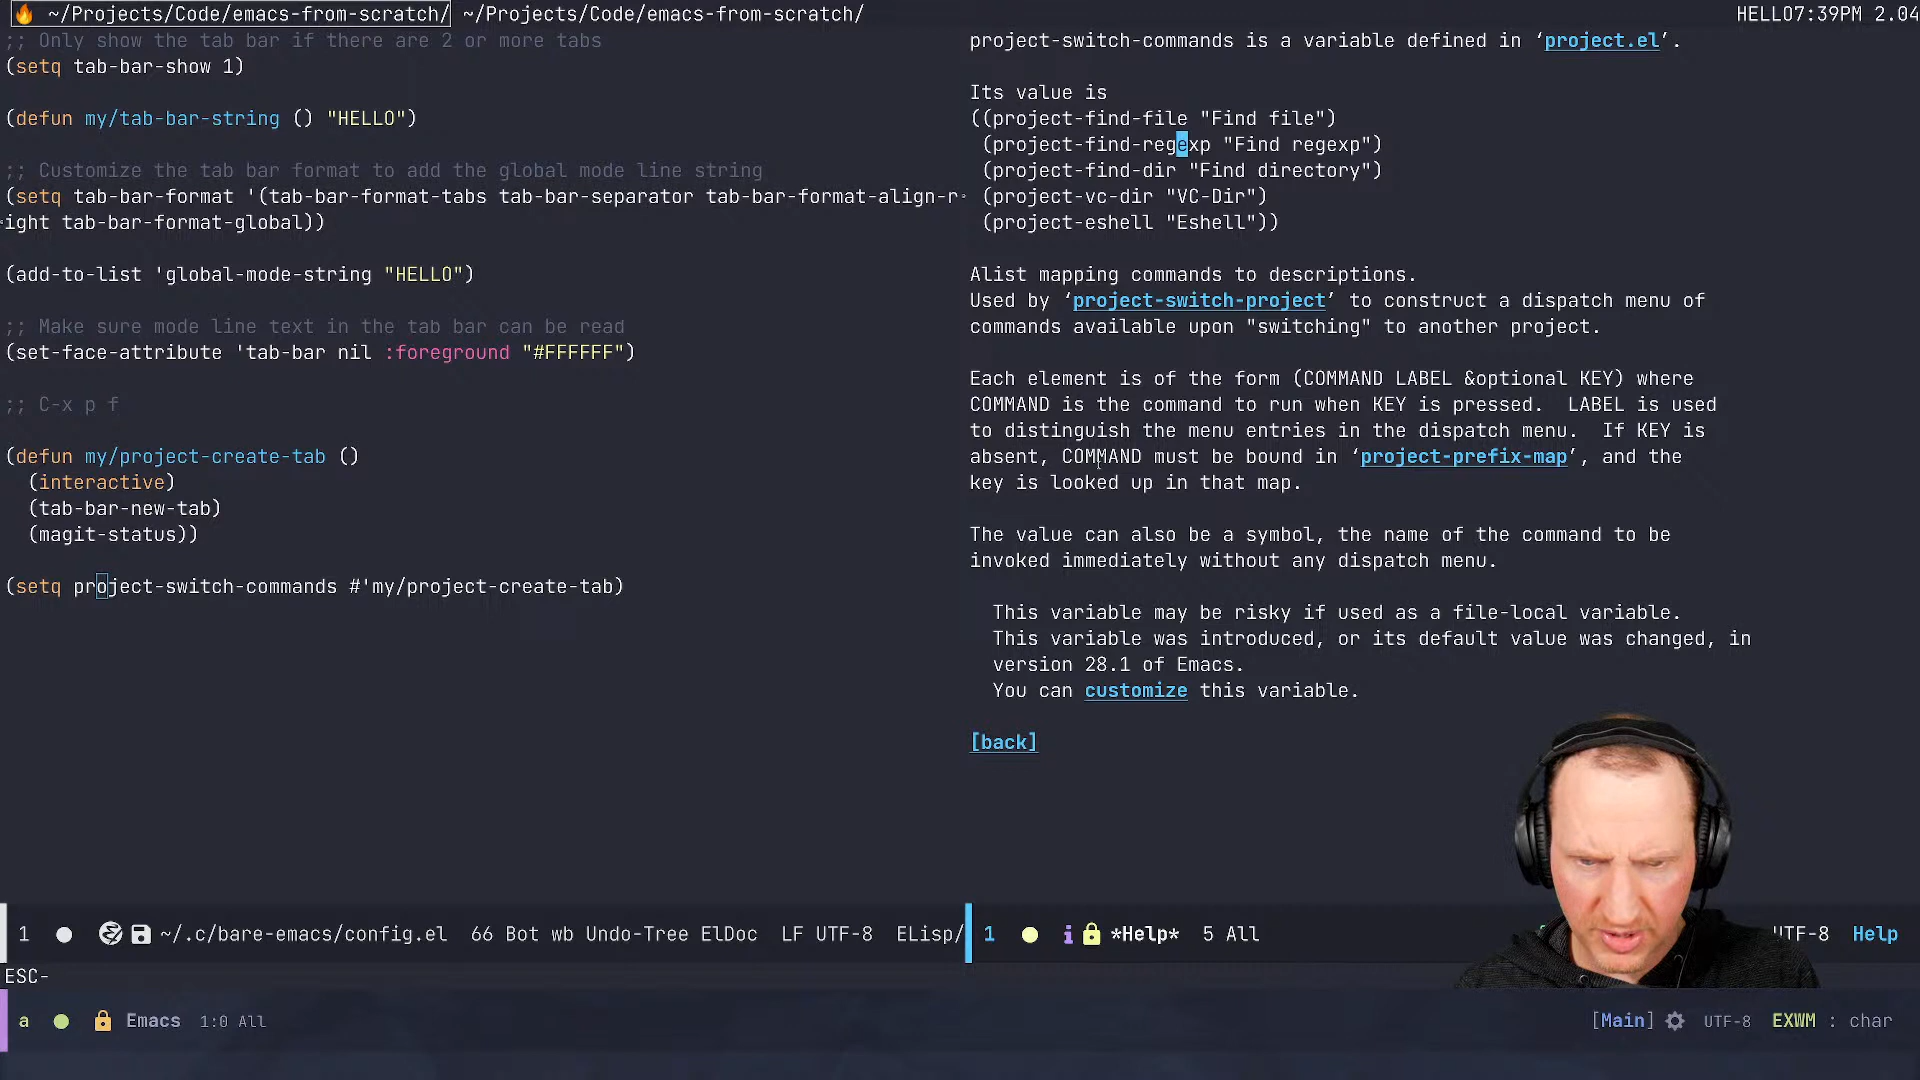 ~/Projects/Code/emacs-from-scratch/ ~/Projects/Code/emacs-from-scratch/ HELLO7:39PM 2.04
;; Only show the tab bar if there are 2 or more tabs
(setq tab-bar-show 1)
(defun my/tab-bar-string () "HELLO")
;; Customize the tab bar format to add the global mode line string
(setq tab-bar-format '(tab-bar-format-tabs tab-bar-separator tab-bar-format-align-r
ight tab-bar-format-global))
(add-to-list 'global-mode-string "HELLO")
;; Make sure mode line text in the tab bar can be read
(set-face-attribute 'tab-bar nil :foreground "#FFFFFF")
;; C-x p f
(defun my/project-create-tab ()
(interactive)
(tab-bar-new-tab)
(magit-status))
(setq project-switch-commands #'my/project-create-tab)
project-switch-commands is a variable defined in ‘project.el’.
Its value is
((project-find-file "Find file")
(project-find-regexp "Find regexp")
(project-find-dir "Find directory")
(project-vc-dir "VC-Dir")
(project-eshell "Eshell"))
Alist mapping commands to descriptions.
Used by ‘project-switch-project’ to construct a dispatch menu of
commands available upon "switching" to another project.
Each element is of the form (COMMAND LABEL &optional KEY) where
COMMAND is the command to run when KEY is pressed.  LABEL is used
to distinguish the menu entries in the dispatch menu.  If KEY is
absent, COMMAND must be bound in ‘project-prefix-map’, and the
key is looked up in that map.
The value can also be a symbol, the name of the command to be
invoked immediately without any dispatch menu.
This variable may be risky if used as a file-local variable.
This variable was introduced, or its default value was changed, in
version 28.1 of Emacs.
You can customize this variable.
[back]
1 ~/.c/bare-emacs/config.el 66 Bot wb Undo-Tree ElDoc LF UTF-8 ELisp/
1 i *Help* 5 All UTF-8 Help
ESC-
a Emacs 1:0 All [Main] UTF-8 EXWM : char